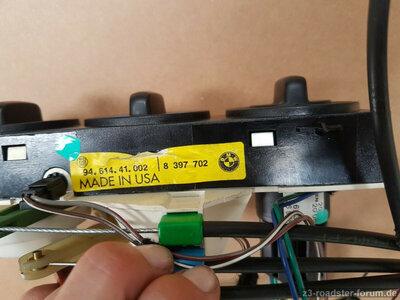 94.614.41.002 8 397 702
MADE IN USA
z3-roadster-forum.de